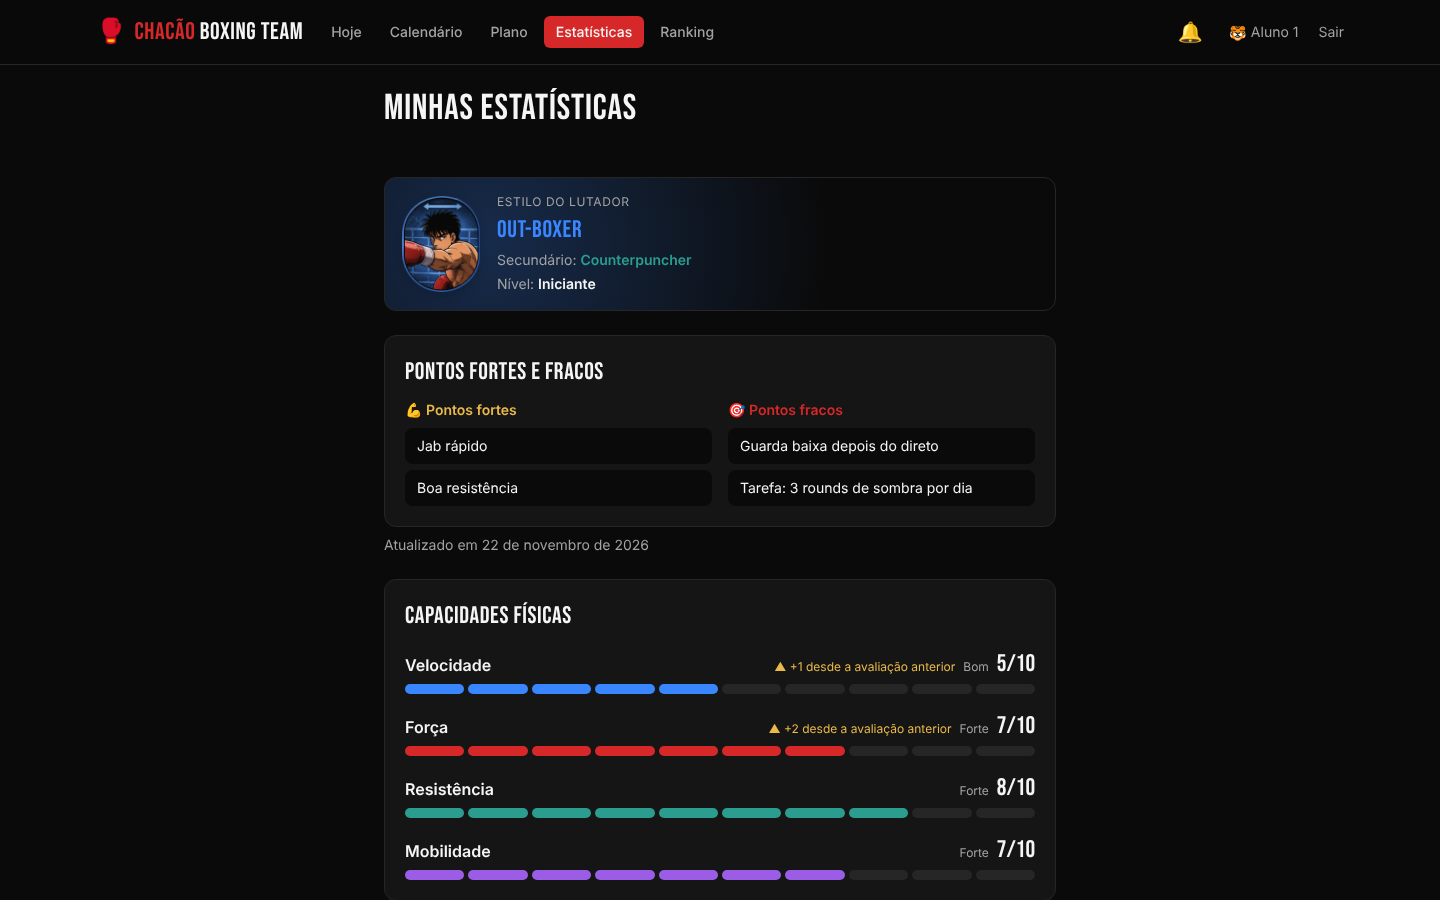 CHACÃO BOXING TEAM
Hoje
Calendário
Plano
Estatísticas
Ranking
Aluno 1
Sair
MINHAS ESTATÍSTICAS
ESTILO DO LUTADOR
OUT-BOXER
Secundário: Counterpuncher
Nível: Iniciante
PONTOS FORTES E FRACOS
Pontos fortes
Jab rápido
Boa resistência
Pontos fracos
Guarda baixa depois do direto
Tarefa: 3 rounds de sombra por dia
Atualizado em 22 de novembro de 2026
CAPACIDADES FÍSICAS
Velocidade
▲ +1 desde a avaliação anterior Bom 5/10
Força
▲ +2 desde a avaliação anterior Forte 7/10
Resistência
Forte 8/10
Mobilidade
Forte 7/10